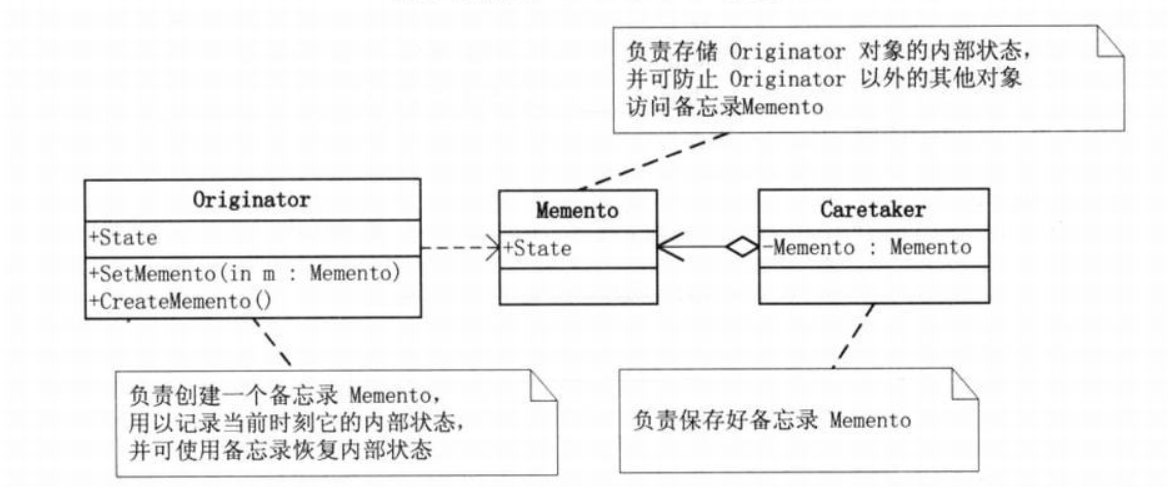 负责存储 Originator 对象的内部状态,
并可防止 Originator 以外的其他对象
访问备忘录Memento
Originator
+State
+SetMemento(in m : Memento)
+CreateMemento()
Memento
+State
Caretaker
-Memento : Memento
负责创建一个备忘录 Memento,
用以记录当前时刻它的内部状态,
并可使用备忘录恢复内部状态
负责保存好备忘录 Memento